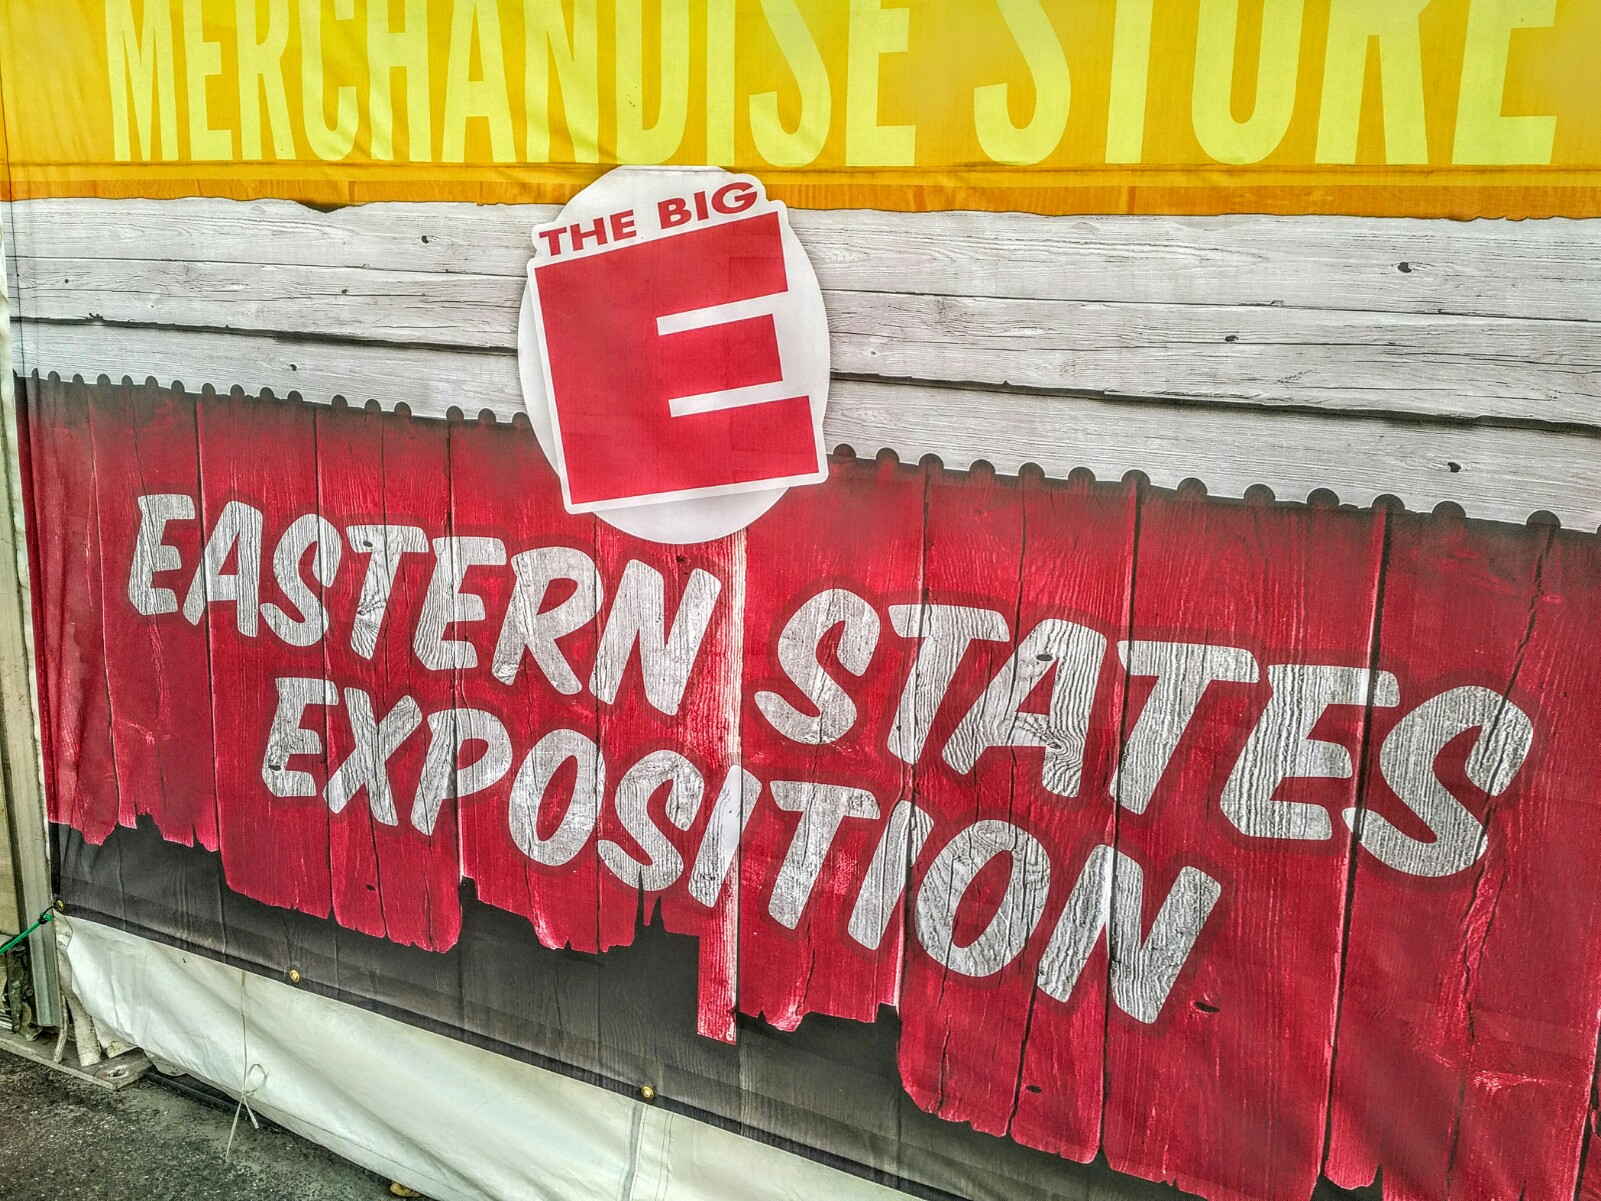 MERCHANDISE STORE
THE BIG
E
EASTERN STATES
EXPOSITION